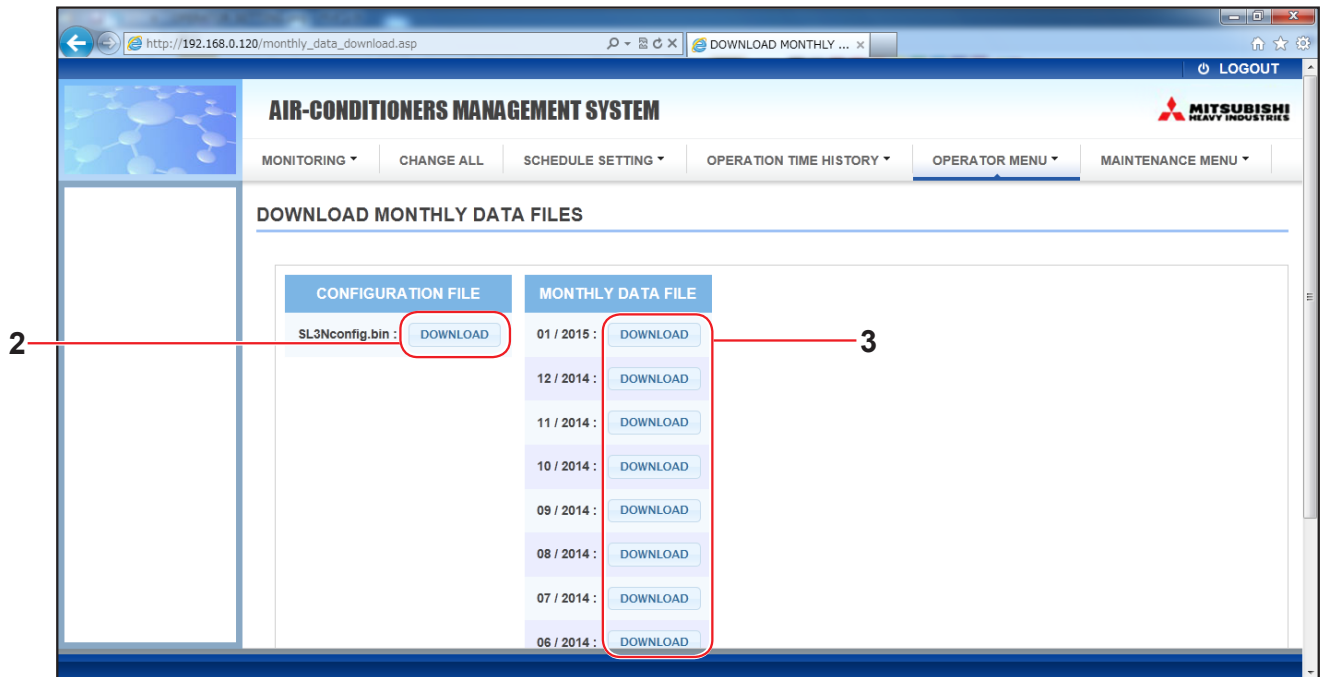 http://192.168.0.120/monthly_data_download.asp
DOWNLOAD MONTHLY ...
LOGOUT
AIR-CONDITIONERS MANAGEMENT SYSTEM
MITSUBISHI
HEAVY INDUSTRIES
MONITORING CHANGE ALL SCHEDULE SETTING OPERATION TIME HISTORY OPERATOR MENU MAINTENANCE MENU
DOWNLOAD MONTHLY DATA FILES
CONFIGURATION FILE MONTHLY DATA FILE
2 SL3Nconfig.bin : DOWNLOAD 01 / 2015 : DOWNLOAD 3
12 / 2014 : DOWNLOAD
11 / 2014 : DOWNLOAD
10 / 2014 : DOWNLOAD
09 / 2014 : DOWNLOAD
08 / 2014 : DOWNLOAD
07 / 2014 : DOWNLOAD
06 / 2014 : DOWNLOAD